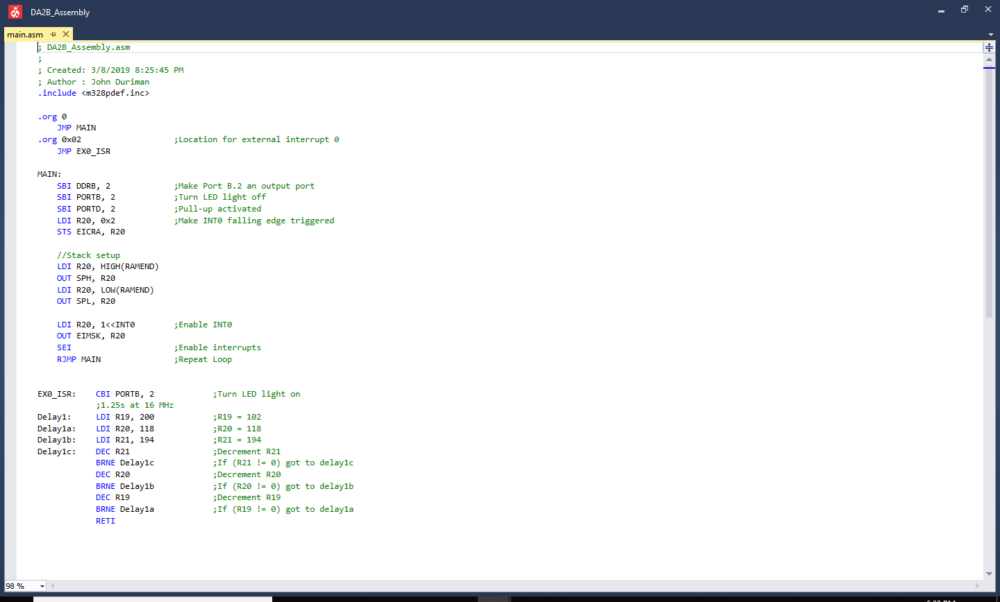 DA2B_Assembly
main.asm
; DA2B_Assembly.asm
;
; Created: 3/8/2019 8:25:45 PM
; Author : John Duriman
.include <m328pdef.inc>
.org 0
JMP MAIN
.org 0x02 ;Location for external interrupt 0
JMP EX0_ISR
MAIN:
SBI DDRB, 2 ;Make Port B.2 an output port
SBI PORTB, 2 ;Turn LED light off
SBI PORTD, 2 ;Pull-up activated
LDI R20, 0x2 ;Make INT0 falling edge triggered
STS EICRA, R20
//Stack setup
LDI R20, HIGH(RAMEND)
OUT SPH, R20
LDI R20, LOW(RAMEND)
OUT SPL, R20
LDI R20, 1<<INT0 ;Enable INT0
OUT EIMSK, R20
SEI ;Enable interrupts
RJMP MAIN ;Repeat Loop
EX0_ISR: CBI PORTB, 2 ;Turn LED light on
;1.25s at 16 MHz
Delay1: LDI R19, 200 ;R19 = 102
Delay1a: LDI R20, 118 ;R20 = 118
Delay1b: LDI R21, 194 ;R21 = 194
Delay1c: DEC R21 ;Decrement R21
BRNE Delay1c ;If (R21 != 0) got to delay1c
DEC R20 ;Decrement R20
BRNE Delay1b ;If (R20 != 0) got to delay1b
DEC R19 ;Decrement R19
BRNE Delay1a ;If (R19 != 0) got to delay1a
RETI
98 %